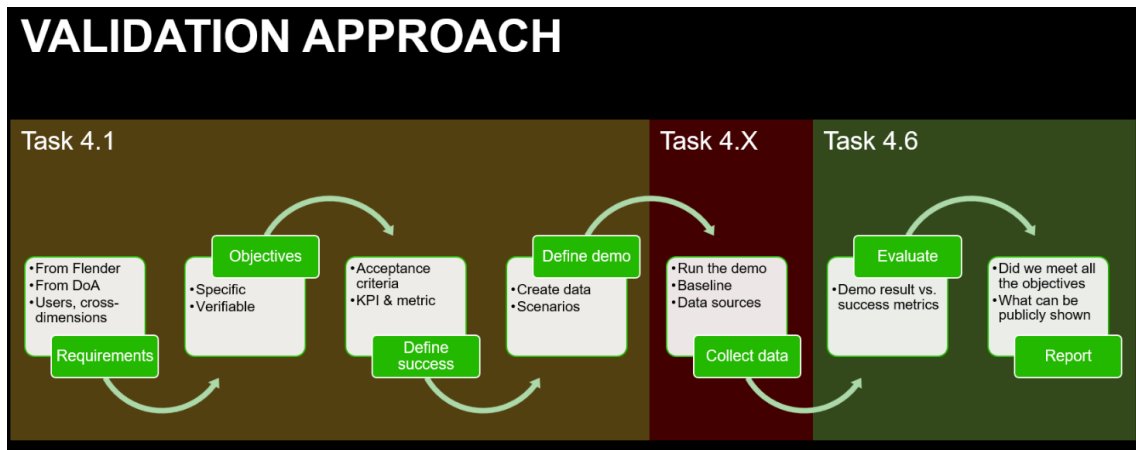 VALIDATION APPROACH
Task 4.1
•From Flender
•From DoA
•Users, cross-
dimensions
Requirements
Objectives
•Specific
•Verifiable
•Acceptance
criteria
•KPI & metric
Define
success
Define demo
•Create data
•Scenarios
Task 4.X
•Run the demo
•Baseline
•Data sources
Collect data
Task 4.6
Evaluate
•Demo result vs.
success metrics
•Did we meet all
the objectives
•What can be
publicly shown
Report